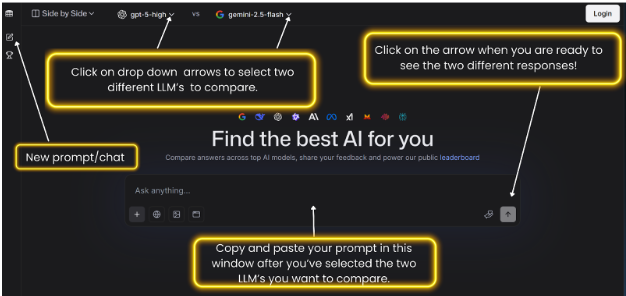 Side by Side
gpt-5-high
vs
gemini-2.5-flash
Login
Click on drop down arrows to select two
different LLM's to compare.
Click on the arrow when you are ready to
see the two different responses!
New prompt/chat
AI
xI
M
Find the best AI for you
Compare answers across top AI models, share your feedback and power our public leaderboard
Ask anything...
Copy and paste your prompt in this
window after you've selected the two
LLM's you want to compare.